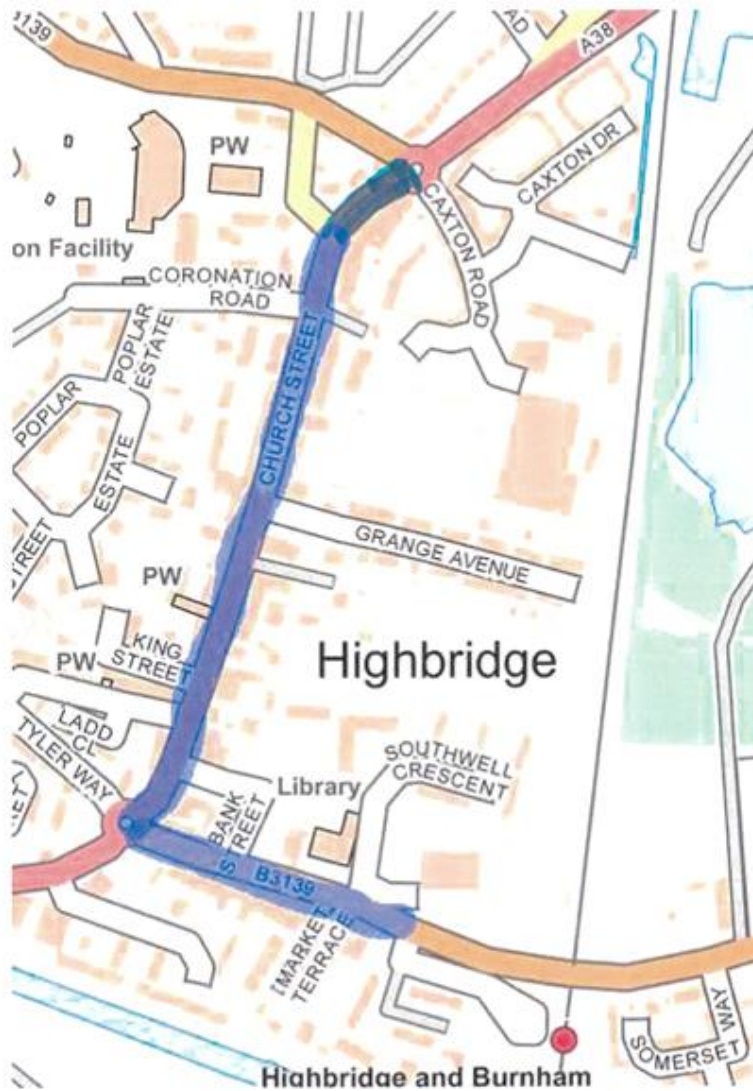 3139
AD
A38
PW
CAXTON DR
CAXTON ROAD
on Facility
CORONATION
ROAD
POPLAR
ESTATE
CHURCH STREET
POPLAR
ESTATE
STREET
GRANGE AVENUE
PW
KING
STREET
Highbridge
PW
LADD
CL
TYLER WAY
SOUTHWELL
CRESCENT
Library
BANK
STREET
B3139
MARKET
TERRACE
SOMERSET WAY
Highbridge and Burnham